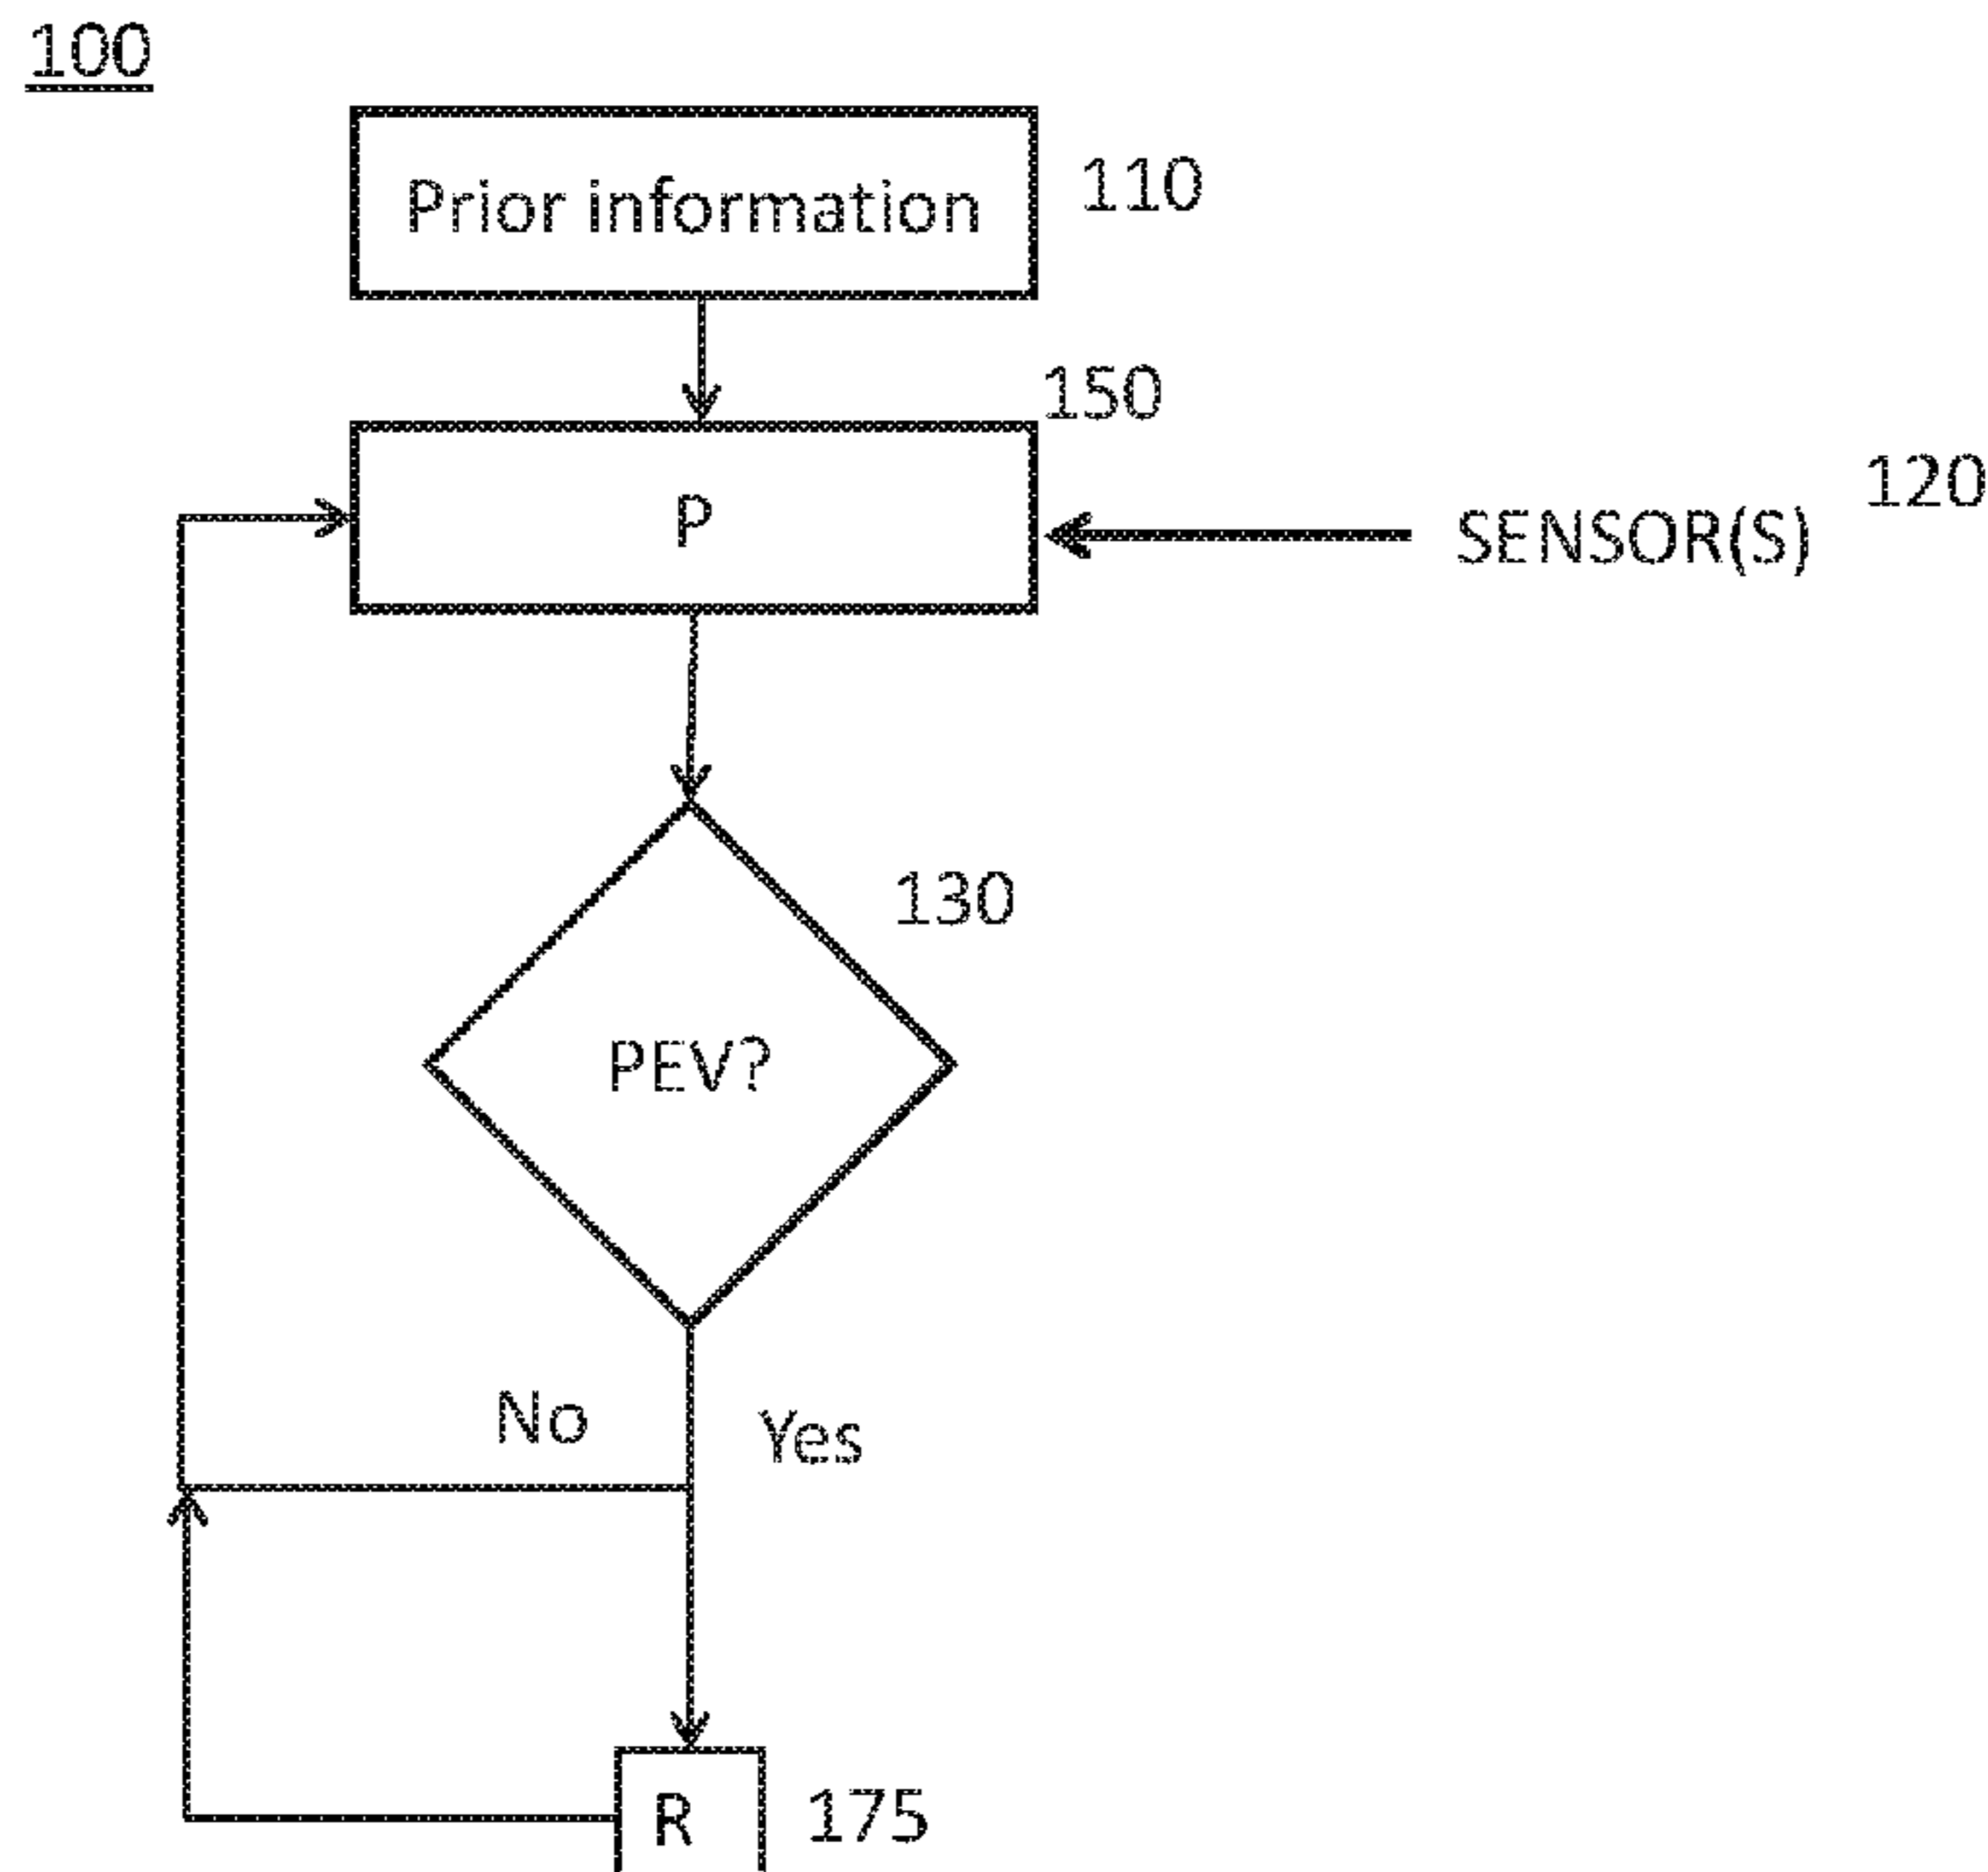 100
Prior information
110
150
P
120
SENSOR(S)
130
PEV?
No
Yes
R
175